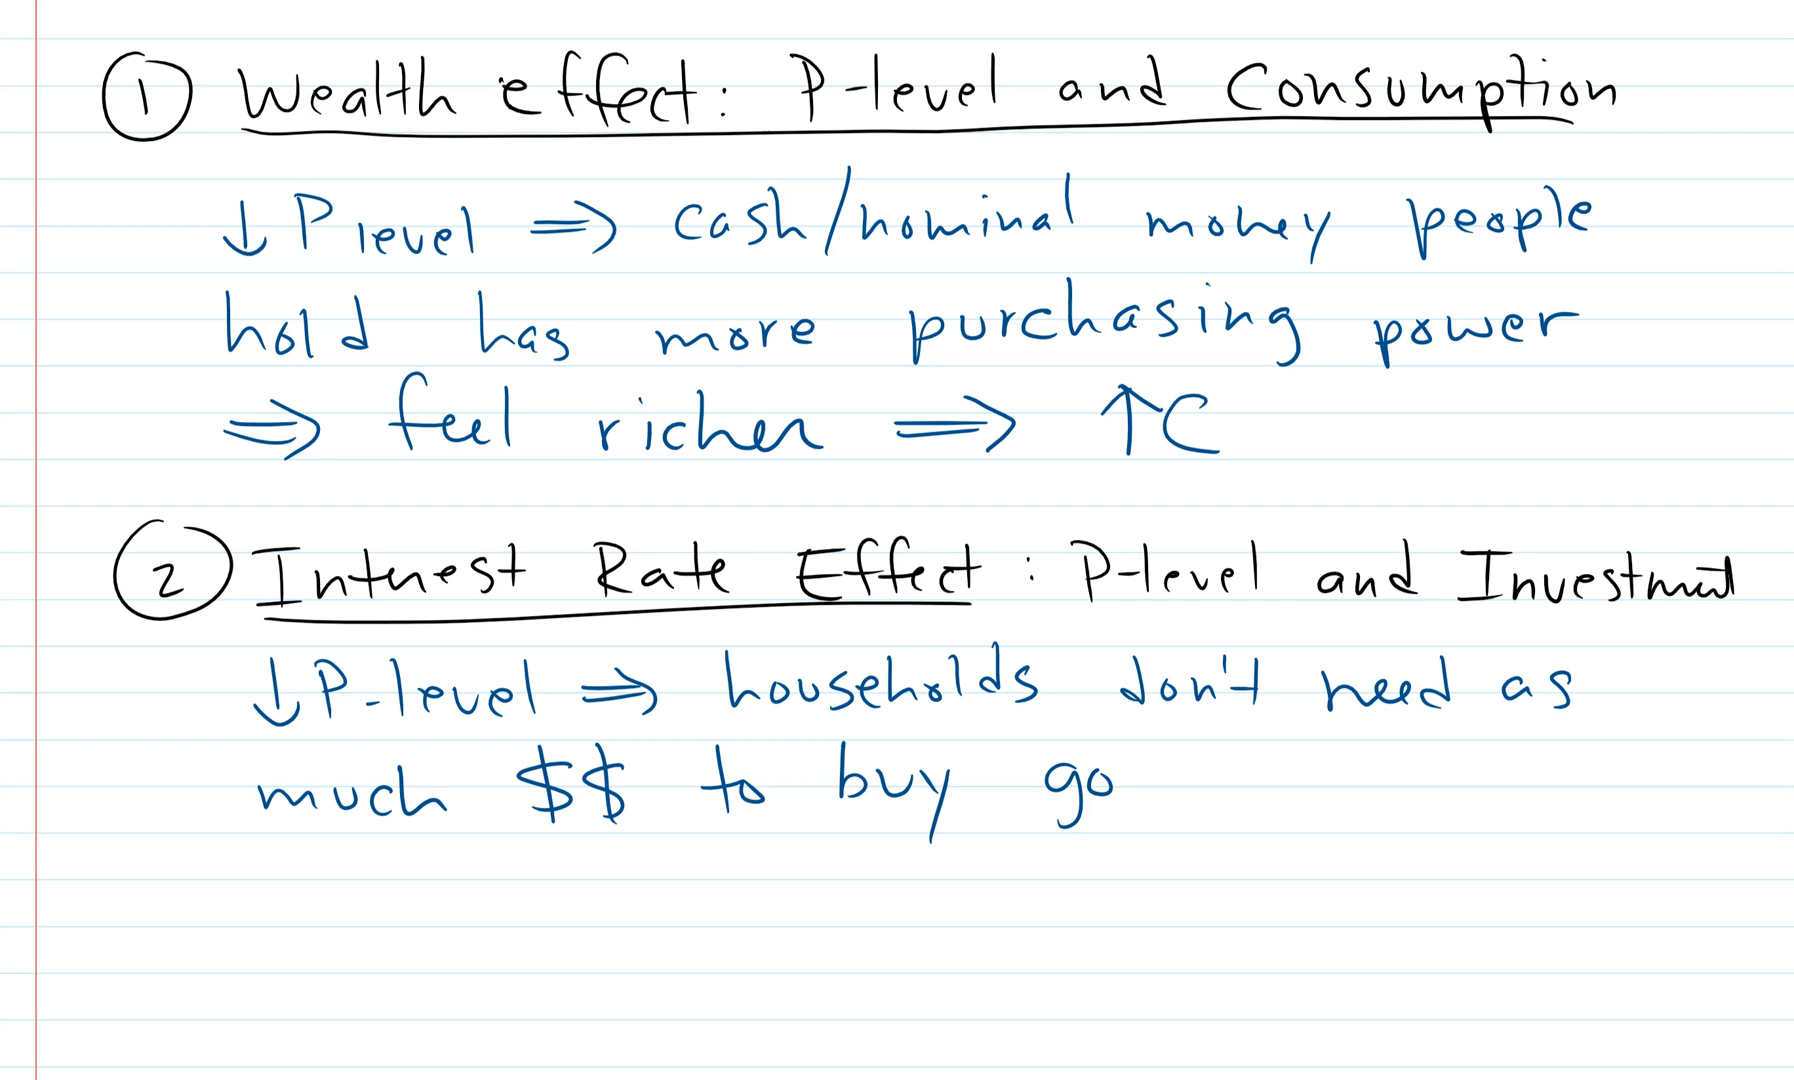 ① Wealth effect: P-level and Consumption
↓ P level ⇒ cash/nominal money people
hold has more purchasing power
⇒ feel richer ⇒ ↑C
② Interest Rate Effect: P-level and Investment
↓ P-level ⇒ households don't need as
much $$ to buy go